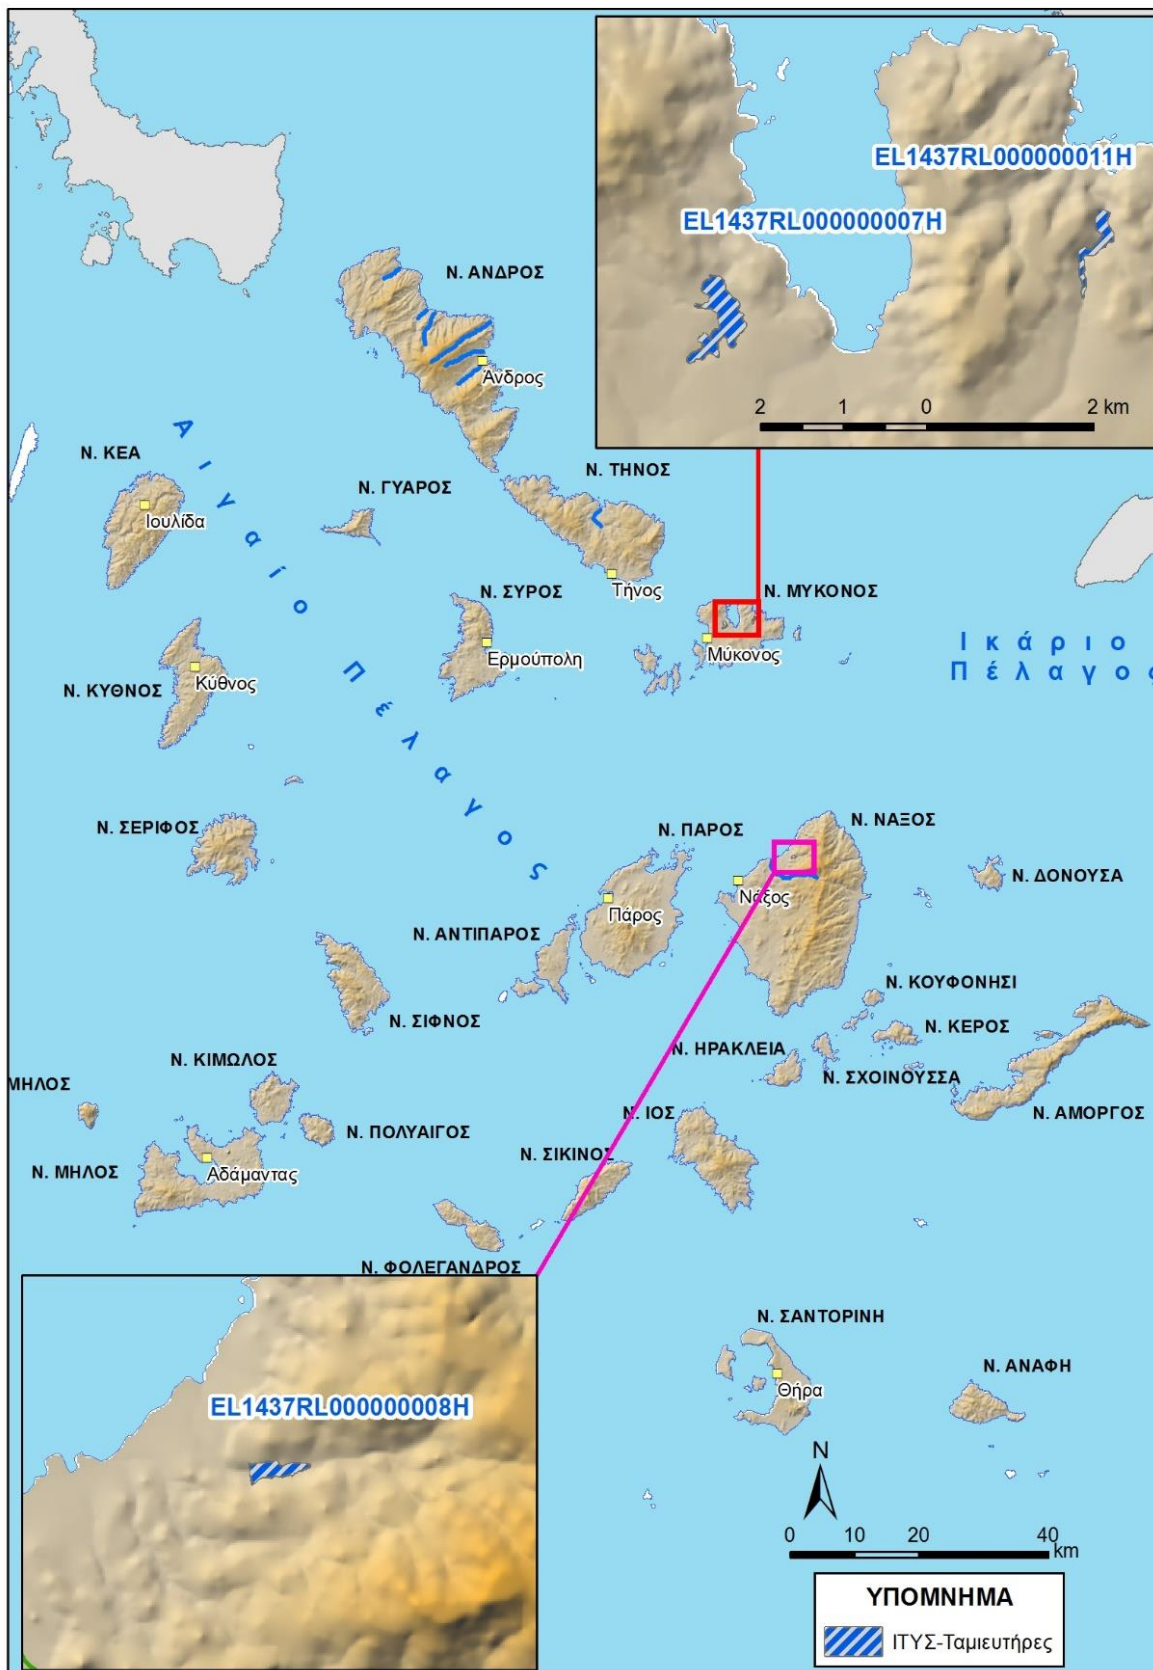 EL1437RL000000011H
EL1437RL000000007H
2 1 0 2 km
Ν. ΑΝΔΡΟΣ
Άνδρος
Ν. ΚΕΑ
Ιουλίδα
Ν. ΓΥΑΡΟΣ
Ν. ΤΗΝΟΣ
Τήνος
Αιγαίο Πέλαγος
Ν. ΣΥΡΟΣ
Ερμούπολη
Ν. ΜΥΚΟΝΟΣ
Μύκονος
Ικάριο
Πέλαγος
Ν. ΚΥΘΝΟΣ
Κύθνος
Ν. ΣΕΡΙΦΟΣ
Ν. ΠΑΡΟΣ
Πάρος
Ν. ΝΑΞΟΣ
Νάξος
Ν. ΔΟΝΟΥΣΑ
Ν. ΑΝΤΙΠΑΡΟΣ
Ν. ΣΙΦΝΟΣ
Ν. ΚΟΥΦΟΝΗΣΙ
Ν. ΚΕΡΟΣ
Ν. ΗΡΑΚΛΕΙΑ
Ν. ΣΧΟΙΝΟΥΣΣΑ
Ν. ΑΜΟΡΓΟΣ
Ν. ΚΙΜΩΛΟΣ
ΜΗΛΟΣ
Ν. ΠΟΛΥΑΙΓΟΣ
Ν. ΙΟΣ
Ν. ΜΗΛΟΣ
Αδάμαντας
Ν. ΣΙΚΙΝΟΣ
Ν. ΦΟΛΕΓΑΝΔΡΟΣ
EL1437RL000000008H
Ν. ΣΑΝΤΟΡΙΝΗ
Θήρα
Ν. ΑΝΑΦΗ
N
0 10 20 40
km
ΥΠΟΜΝΗΜΑ
ΙΤΥΣ-Ταμιευτήρες